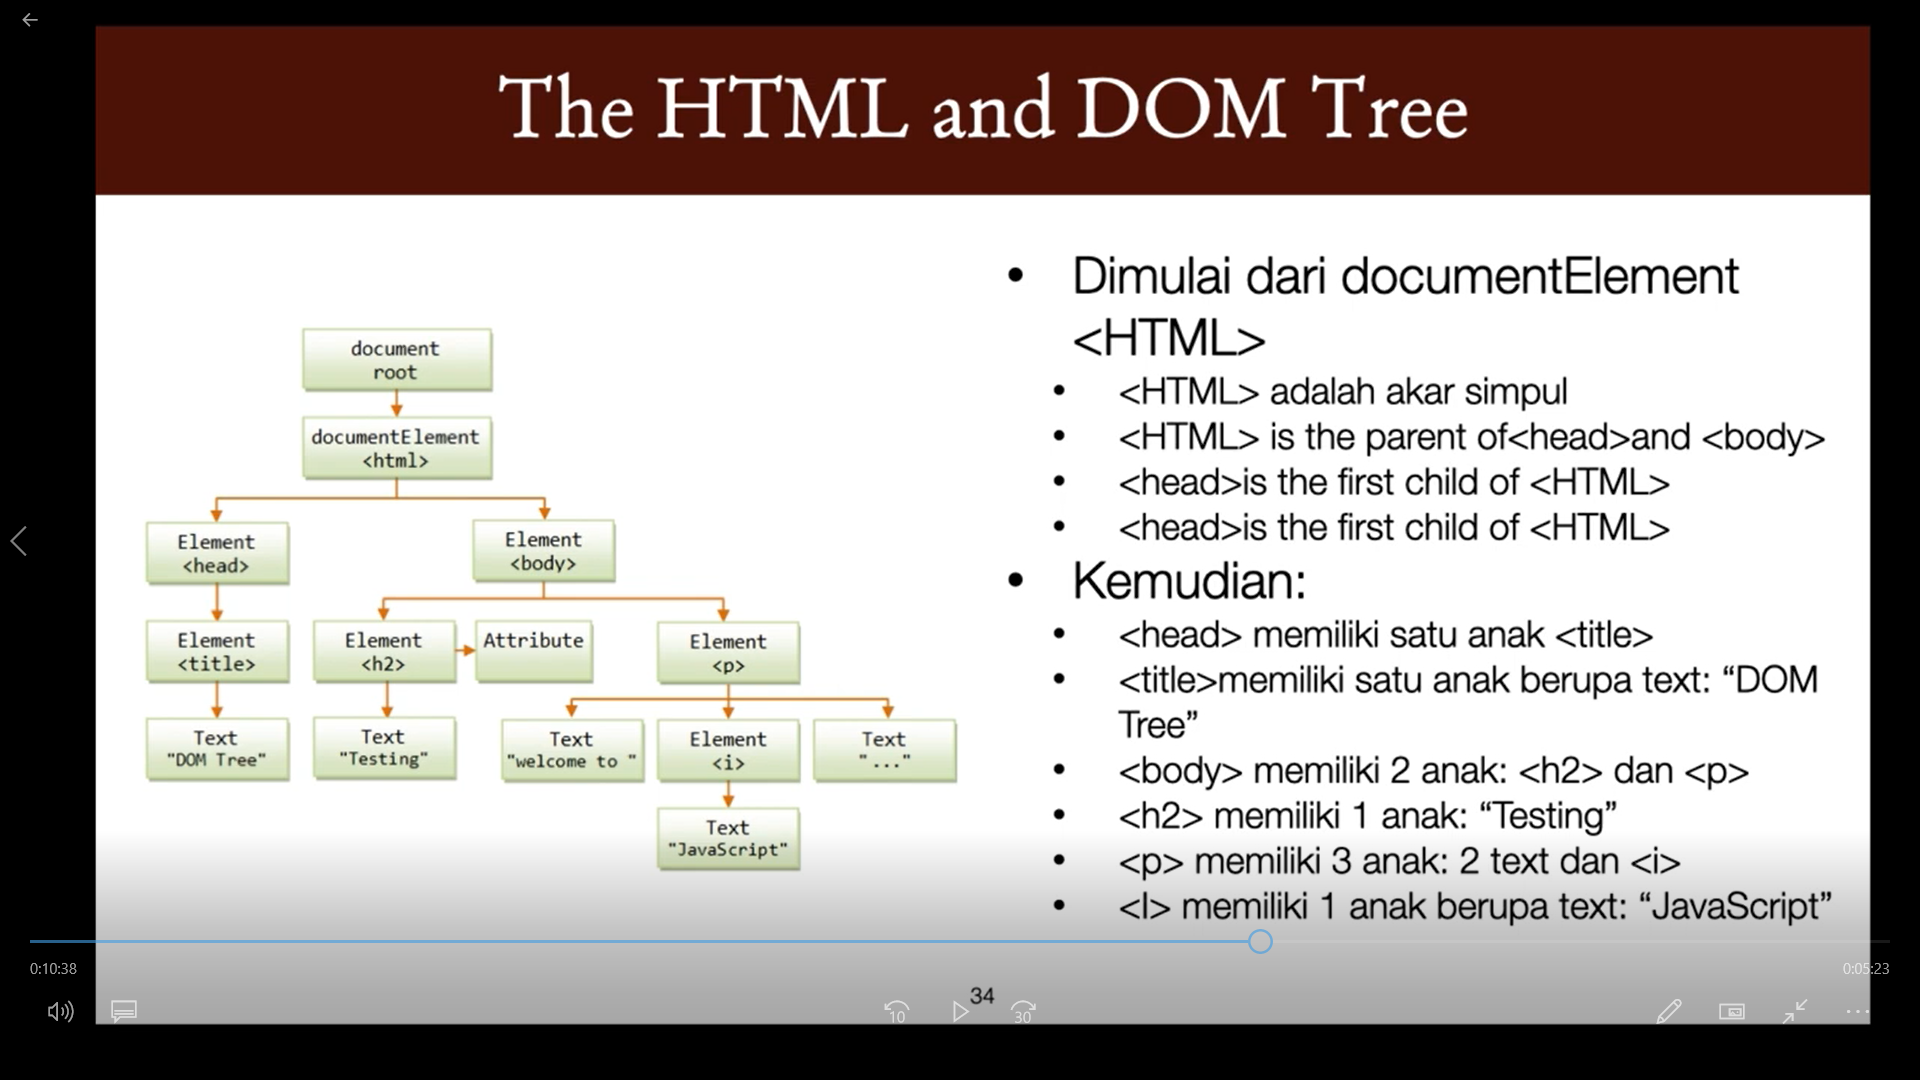 The HTML and DOM Tree
document
root
documentElement
<html>
Element
<head>
Element
<body>
Element
<title>
Element
<h2>
Attribute
Element
<p>
Text
"DOM Tree"
Text
"Testing"
Text
"welcome to "
Element
<i>
Text
"..."
Text
"JavaScript"
• Dimulai dari documentElement
<HTML>
• <HTML> adalah akar simpul
• <HTML> is the parent of<head>and <body>
• <head>is the first child of <HTML>
• <head>is the first child of <HTML>
• Kemudian:
• <head> memiliki satu anak <title>
• <title>memiliki satu anak berupa text: “DOM
Tree”
• <body> memiliki 2 anak: <h2> dan <p>
• <h2> memiliki 1 anak: “Testing”
• <p> memiliki 3 anak: 2 text dan <i>
• <I> memiliki 1 anak berupa text: “JavaScript”
0:10:38
0:05:23
34
10
30